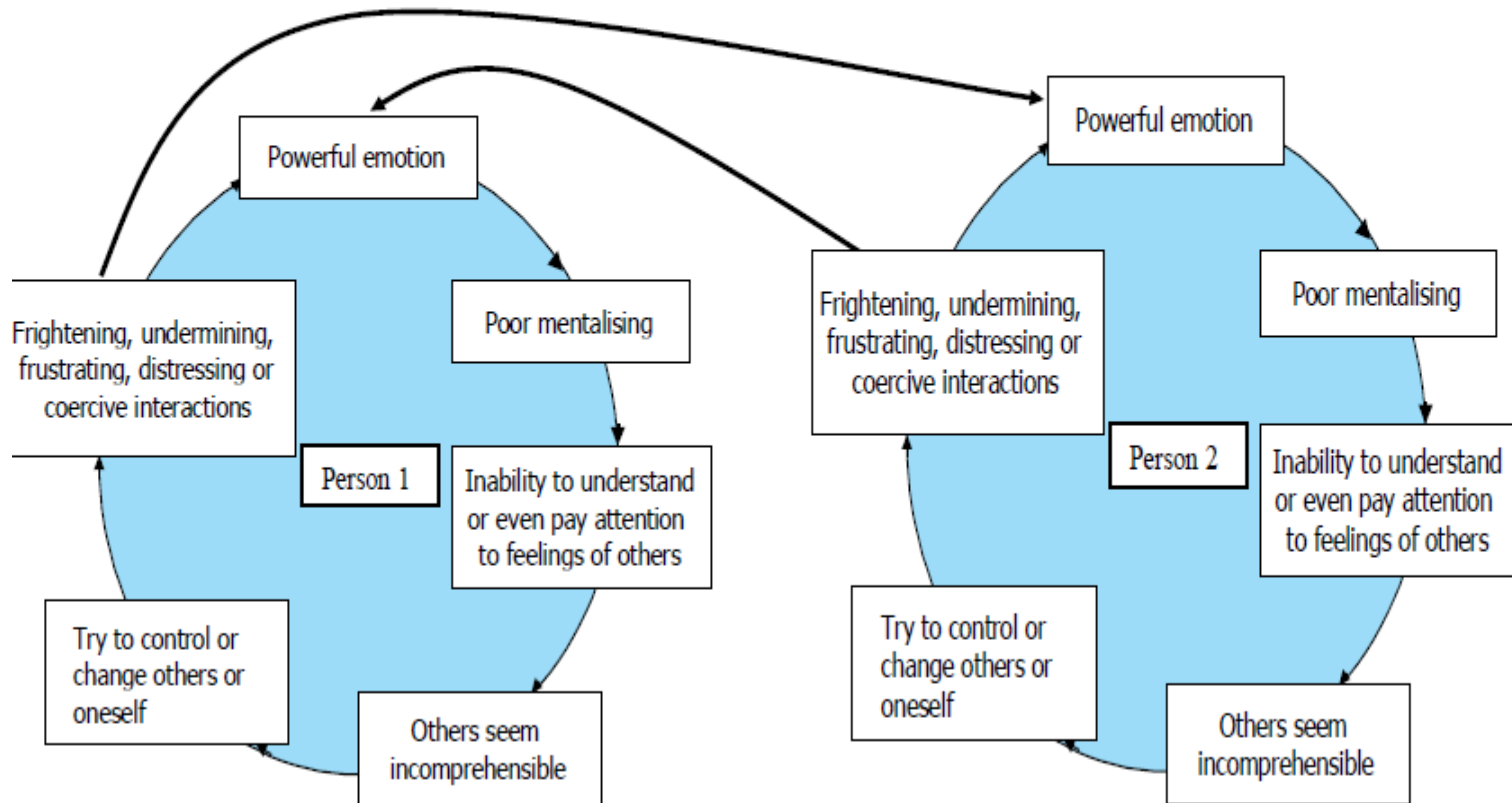 Powerful emotion
Poor mentalising
Inability to understand
or even pay attention
to feelings of others
Others seem
incomprehensible
Try to control or
change others or
oneself
Frightening, undermining,
frustrating, distressing or
coercive interactions
Person 1
Powerful emotion
Poor mentalising
Inability to understand
or even pay attention
to feelings of others
Others seem
incomprehensible
Try to control or
change others or
oneself
Frightening, undermining,
frustrating, distressing or
coercive interactions
Person 2